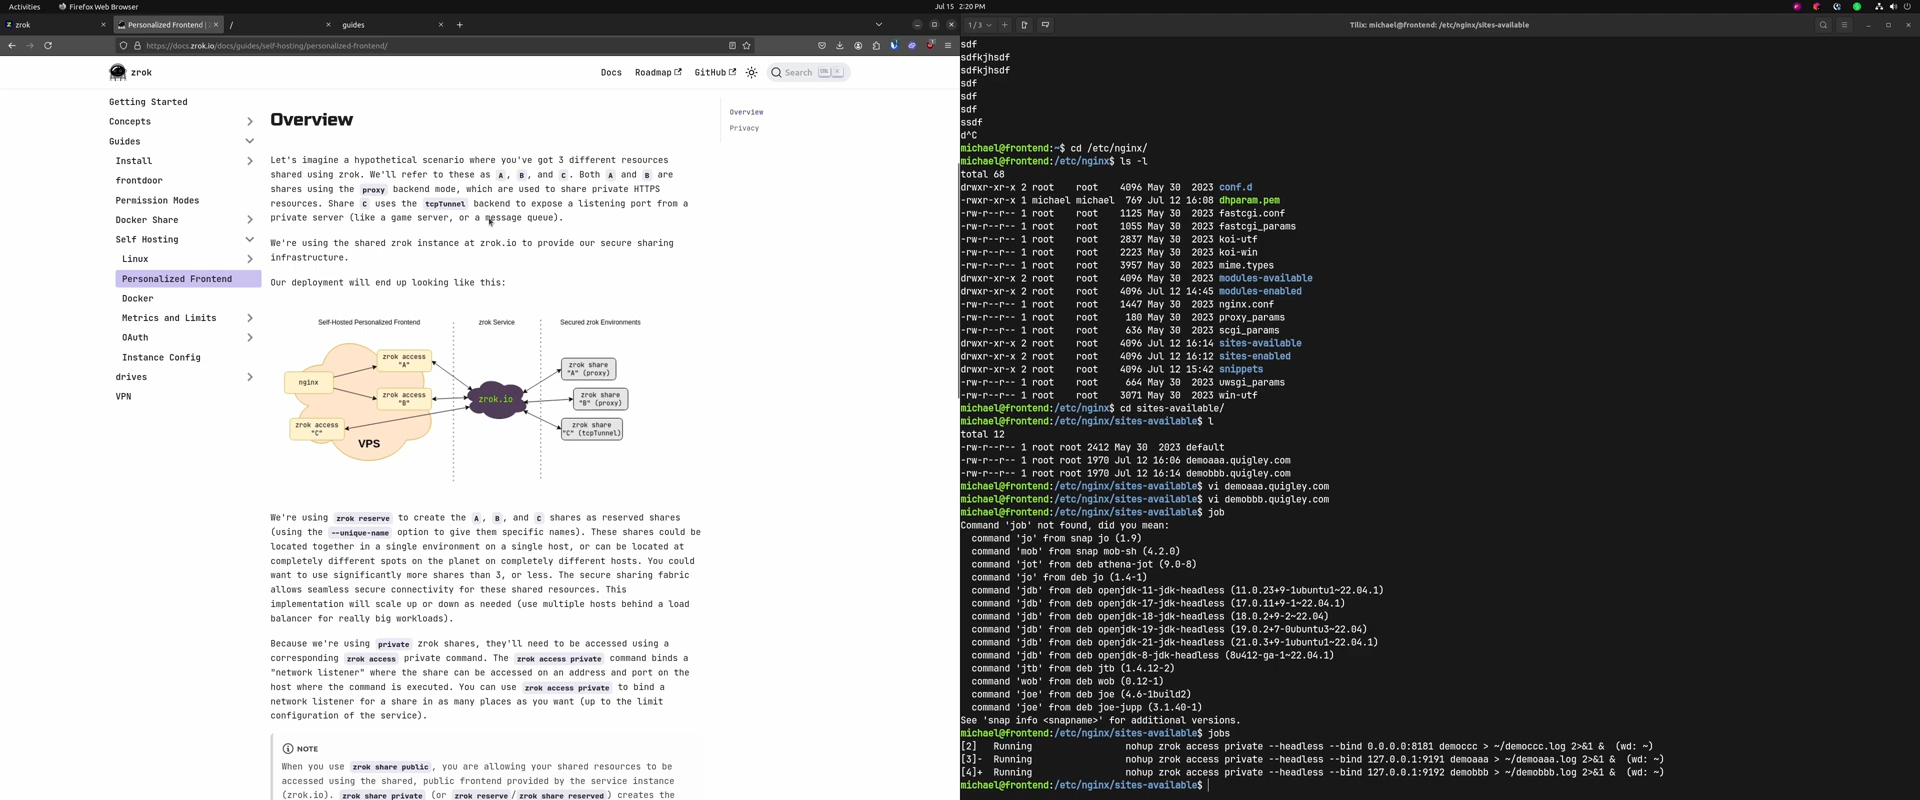 Activities
Firefox Web Browser
Jul 15  2:20 PM
zrok
Personalized Frontend |
/
guides
https://docs.zrok.io/docs/guides/self-hosting/personalized-frontend/
zrok
Docs
Roadmap
GitHub
Search
Getting Started
Concepts
Guides
Install
frontdoor
Permission Modes
Docker Share
Self Hosting
Linux
Personalized Frontend
Docker
Metrics and Limits
OAuth
Instance Config
drives
VPN
Overview
Let's imagine a hypothetical scenario where you've got 3 different resources
shared using zrok. We'll refer to these as A, B, and C. Both A and B are
shares using the proxy backend mode, which are used to share private HTTPS
resources. Share C uses the tcpTunnel backend to expose a listening port from a
private server (like a game server, or a message queue).
We're using the shared zrok instance at zrok.io to provide our secure sharing
infrastructure.
Our deployment will end up looking like this:
Self-Hosted Personalized Frontend
zrok Service
Secured zrok Environments
zrok access
"A"
nginx
zrok access
"B"
zrok access
"C"
VPS
zrok.io
zrok share
"A" (proxy)
zrok share
"B" (proxy)
zrok share
"C" (tcpTunnel)
We're using zrok reserve to create the A, B, and C shares as reserved shares
(using the --unique-name option to give them specific names). These shares could be
located together in a single environment on a single host, or can be located at
completely different spots on the planet on completely different hosts. You could
want to use significantly more shares than 3, or less. The secure sharing fabric
allows seamless secure connectivity for these shared resources. This
implementation will scale up or down as needed (use multiple hosts behind a load
balancer for really big workloads).
Because we're using private zrok shares, they'll need to be accessed using a
corresponding zrok access private command. The zrok access private command binds a
"network listener" where the share can be accessed on an address and port on the
host where the command is executed. You can use zrok access private to bind a
network listener for a share in as many places as you want (up to the limit
configuration of the service).
NOTE
When you use zrok share public, you are allowing your shared resources to be
accessed using the shared, public frontend provided by the service instance
(zrok.io). zrok share private (or zrok reserve/zrok share reserved) creates the
Overview
Privacy
1 / 3
Tilix: michael@frontend: /etc/nginx/sites-available
sdf
sdfkjhsdf
sdfkjhsdf
sdf
sdf
sdf
ssdf
d^C
michael@frontend:~$ cd /etc/nginx/
michael@frontend:/etc/nginx$ ls -l
total 68
drwxr-xr-x 2 root    root    4096 May 30  2023 conf.d
-rwxr-xr-x 1 michael michael  769 Jul 12 16:08 dhparam.pem
-rw-r--r-- 1 root    root    1125 May 30  2023 fastcgi.conf
-rw-r--r-- 1 root    root    1055 May 30  2023 fastcgi_params
-rw-r--r-- 1 root    root    2837 May 30  2023 koi-utf
-rw-r--r-- 1 root    root    2223 May 30  2023 koi-win
-rw-r--r-- 1 root    root    3957 May 30  2023 mime.types
drwxr-xr-x 2 root    root    4096 May 30  2023 modules-available
drwxr-xr-x 2 root    root    4096 Jul 12 14:45 modules-enabled
-rw-r--r-- 1 root    root    1447 May 30  2023 nginx.conf
-rw-r--r-- 1 root    root     180 May 30  2023 proxy_params
-rw-r--r-- 1 root    root     636 May 30  2023 scgi_params
drwxr-xr-x 2 root    root    4096 Jul 12 16:14 sites-available
drwxr-xr-x 2 root    root    4096 Jul 12 16:12 sites-enabled
drwxr-xr-x 2 root    root    4096 Jul 12 15:42 snippets
-rw-r--r-- 1 root    root     664 May 30  2023 uwsgi_params
-rw-r--r-- 1 root    root    3071 May 30  2023 win-utf
michael@frontend:/etc/nginx$ cd sites-available/
michael@frontend:/etc/nginx/sites-available$ l
total 12
-rw-r--r-- 1 root root 2412 May 30  2023 default
-rw-r--r-- 1 root root 1970 Jul 12 16:06 demoaaa.quigley.com
-rw-r--r-- 1 root root 1970 Jul 12 16:14 demobbb.quigley.com
michael@frontend:/etc/nginx/sites-available$ vi demoaaa.quigley.com
michael@frontend:/etc/nginx/sites-available$ vi demobbb.quigley.com
michael@frontend:/etc/nginx/sites-available$ job
Command 'job' not found, did you mean:
  command 'jo' from snap jo (1.9)
  command 'mob' from snap mob-sh (4.2.0)
  command 'jot' from deb athena-jot (9.0-8)
  command 'jo' from deb jo (1.4-1)
  command 'jdb' from deb openjdk-11-jdk-headless (11.0.23+9-1ubuntu1~22.04.1)
  command 'jdb' from deb openjdk-17-jdk-headless (17.0.11+9-1~22.04.1)
  command 'jdb' from deb openjdk-18-jdk-headless (18.0.2+9-2~22.04)
  command 'jdb' from deb openjdk-19-jdk-headless (19.0.2+7-0ubuntu3~22.04)
  command 'jdb' from deb openjdk-21-jdk-headless (21.0.3+9-1ubuntu1~22.04.1)
  command 'jdb' from deb openjdk-8-jdk-headless (8u412-ga-1~22.04.1)
  command 'jtb' from deb jtb (1.4.12-2)
  command 'wob' from deb wob (0.12-1)
  command 'joe' from deb joe (4.6-1build2)
  command 'joe' from deb joe-jupp (3.1.40-1)
See 'snap info <snapname>' for additional versions.
michael@frontend:/etc/nginx/sites-available$ jobs
[2]   Running                 nohup zrok access private --headless --bind 0.0.0.0:8181 democcc > ~/democcc.log 2>&1 &  (wd: ~)
[3]-  Running                 nohup zrok access private --headless --bind 127.0.0.1:9191 demoaaa > ~/demoaaa.log 2>&1 &  (wd: ~)
[4]+  Running                 nohup zrok access private --headless --bind 127.0.0.1:9192 demobbb > ~/demobbb.log 2>&1 &  (wd: ~)
michael@frontend:/etc/nginx/sites-available$